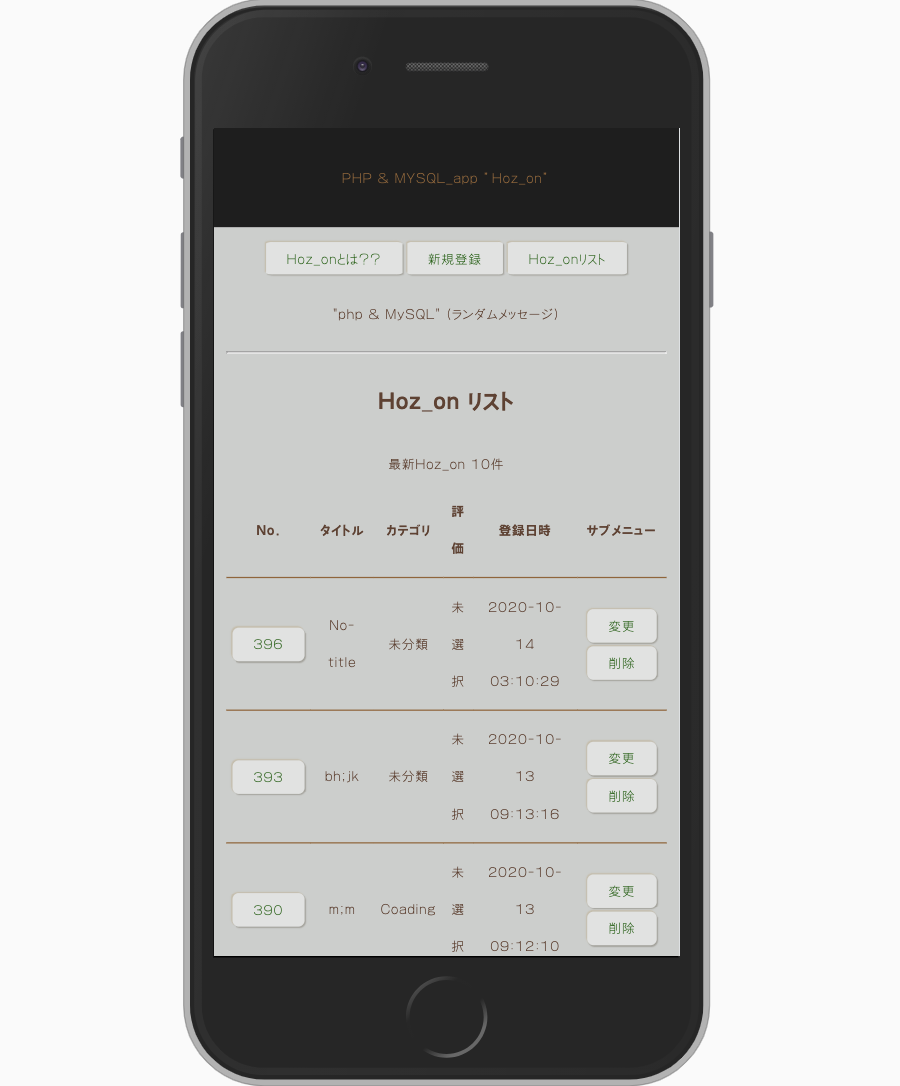 PHP & MYSQL_app "Hoz_on"
Hoz_onとは?? 新規登録 Hoz_onリスト
"php & MySQL" (ランダムメッセージ)
Hoz_on リスト
最新Hoz_on 10件
No. タイトル カテゴリ 評価 登録日時 サブメニュー
396 No-title 未分類 未選択 2020-10-14 03:10:29 変更 削除
393 bh;jk 未分類 未選択 2020-10-13 09:13:16 変更 削除
390 m;m Coading 未選択 2020-10-13 09:12:10 変更 削除